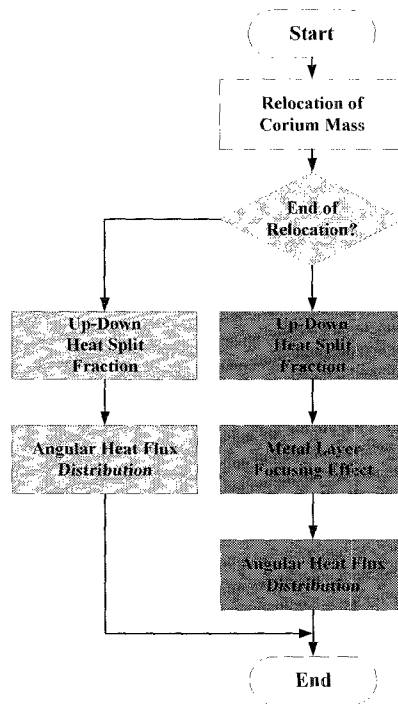 Start
Relocation of
Corium Mass
End of
Relocation?
Up-Down
Heat Split
Fraction
Up-Down
Heat Split
Fraction
Angular Heat Flux
Distribution
Metal Layer
Focusing Effect
Angular Heat Flux
Distribution
End